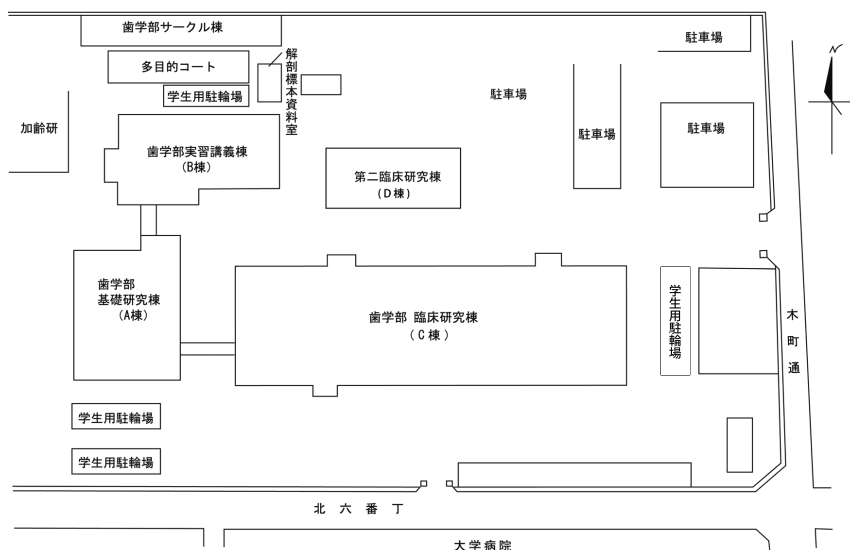 歯学部サークル棟
駐車場
N
多目的コート
解剖標本資料室
学生用駐輪場
駐車場
加齢研
駐車場
駐車場
歯学部実習講義棟
(B棟)
第二臨床研究棟
(D棟)
歯学部
基礎研究棟
(A棟)
歯学部 臨床研究棟
(C棟)
学生用駐輪場
木町通
学生用駐輪場
学生用駐輪場
北六番丁
大学病院